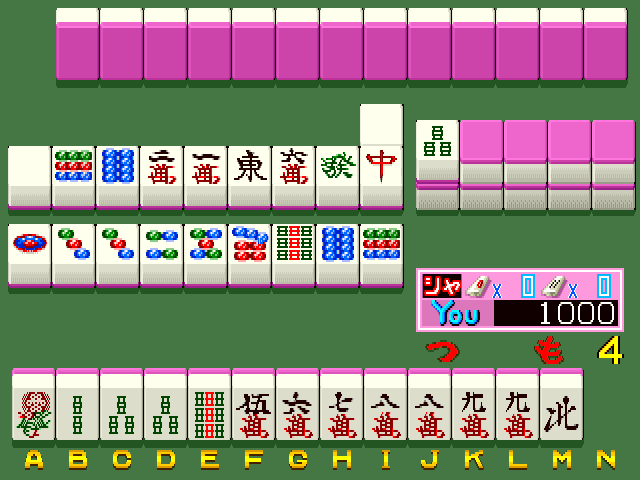 二萬 一萬 東 六萬 發 中
シャ x 0 x 0
You 1000
つ も 4
伍萬 六萬 七萬 八萬 八萬 九萬 九萬 北
A B C D E F G H I J K L M N